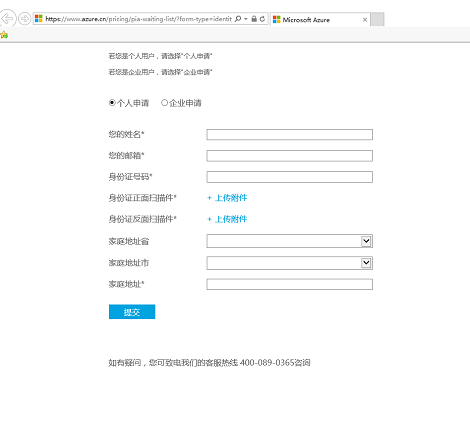 https://www.azure.cn/pricing/pia-waiting-list/?form-type=identit
Microsoft Azure
若您是个人用户，请选择"个人申请"
若您是企业用户，请选择"企业申请"
个人申请 企业申请
您的姓名*
您的邮箱*
身份证号码*
身份证正面扫描件* + 上传附件
身份证反面扫描件* + 上传附件
家庭地址省
家庭地址市
家庭地址*
提交
如有疑问，您可致电我们的客服热线 400-089-0365咨询